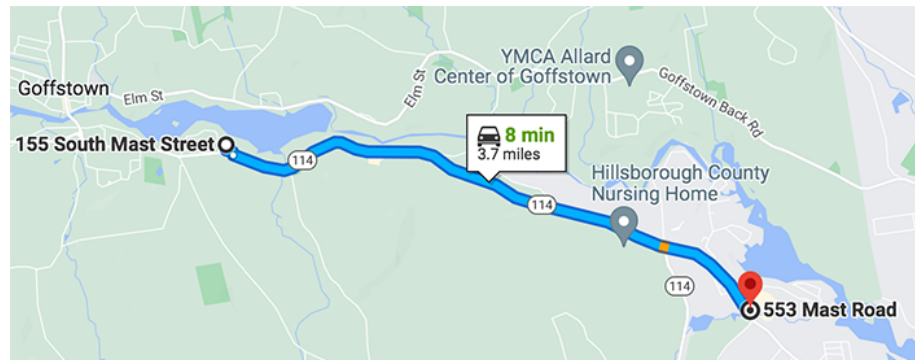 YMCA Allard
Center of Goffstown
Goffstown
Elm St
Elm St
Goffstown Back Rd
155 South Mast Street
8 min
3.7 miles
114
Hillsborough County
Nursing Home
114
114
553 Mast Road